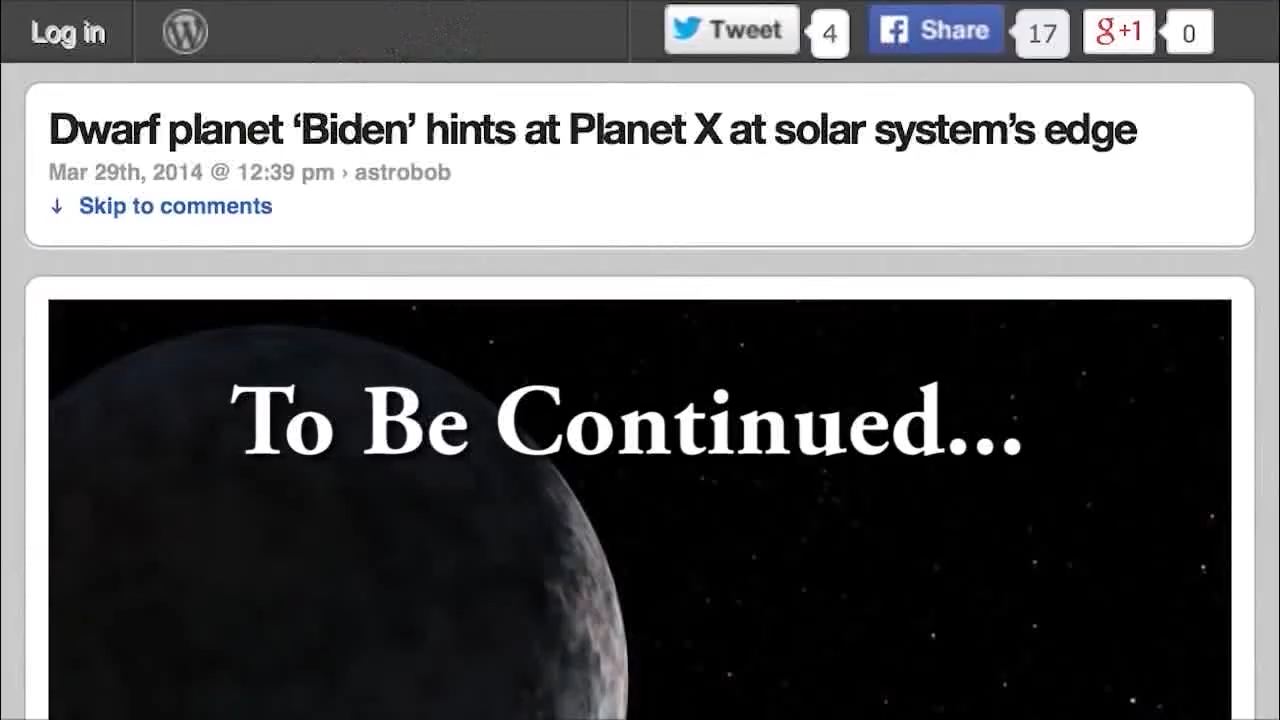 Log in
Tweet
4
Share
17
g+1
0
Dwarf planet ‘Biden’ hints at Planet X at solar system’s edge
Mar 29th, 2014 @ 12:39 pm › astrobob
↓ Skip to comments
To Be Continued...